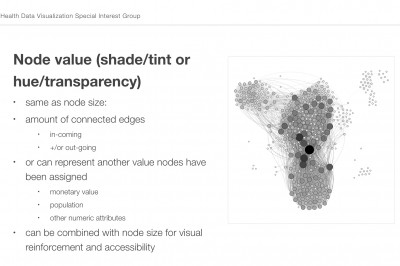 Health Data Visualization Special Interest Group
Node value (shade/tint or
hue/transparency)
• same as node size:
• amount of connected edges
• in-coming
• +/or out-going
• or can represent another value nodes have
been assigned
• monetary value
• population
• other numeric attributes
• can be combined with node size for visual
reinforcement and accessibility